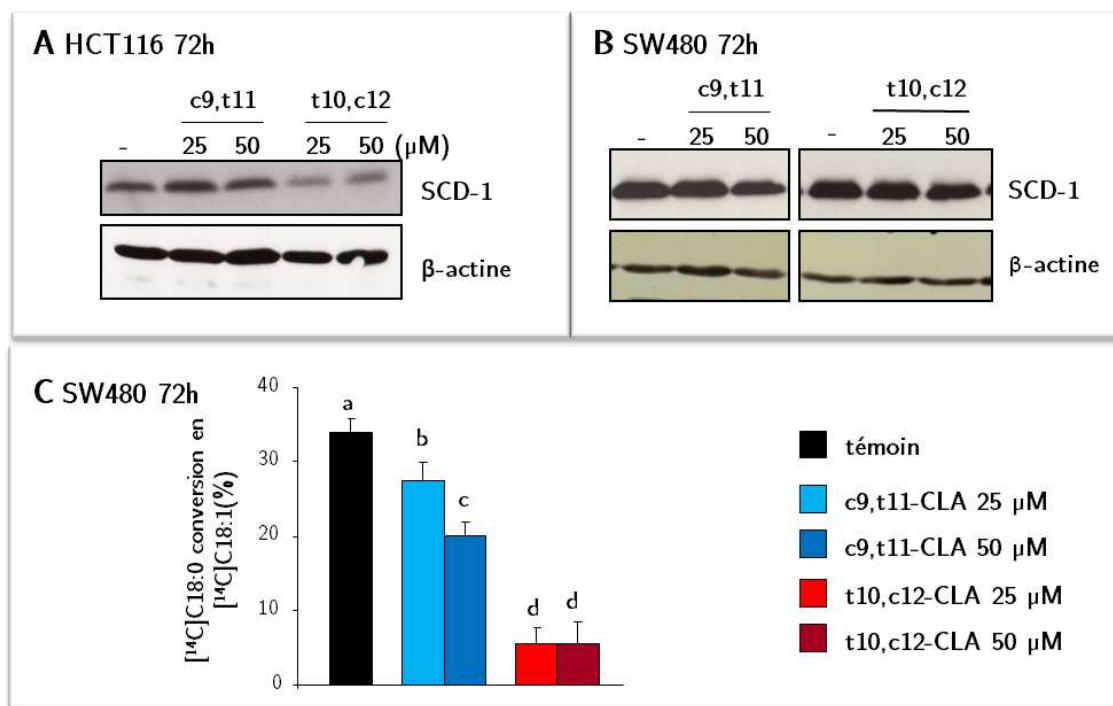 A HCT116 72h
c9,t11 t10,c12
- 25 50 25 50 (μM)
SCD-1
β-actine
B SW480 72h
c9,t11 t10,c12
- 25 50 - 25 50
SCD-1
β-actine
C SW480 72h
[¹⁴C]C18:0 conversion en
[¹⁴C]C18:1(%)
40
30
20
10
0
a
b
c
d d
témoin
c9,t11-CLA 25 μM
c9,t11-CLA 50 μM
t10,c12-CLA 25 μM
t10,c12-CLA 50 μM